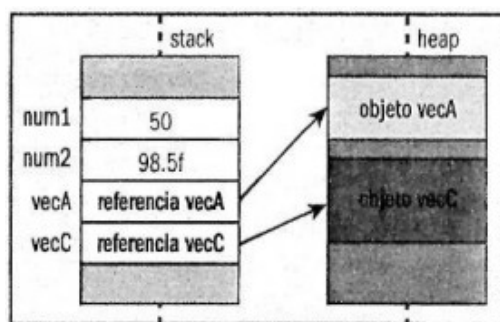 stack
heap
num1
50
objeto vecA
num2
98.5f
vecA
referencia vecA
vecC
referencia vecC
objeto vecC